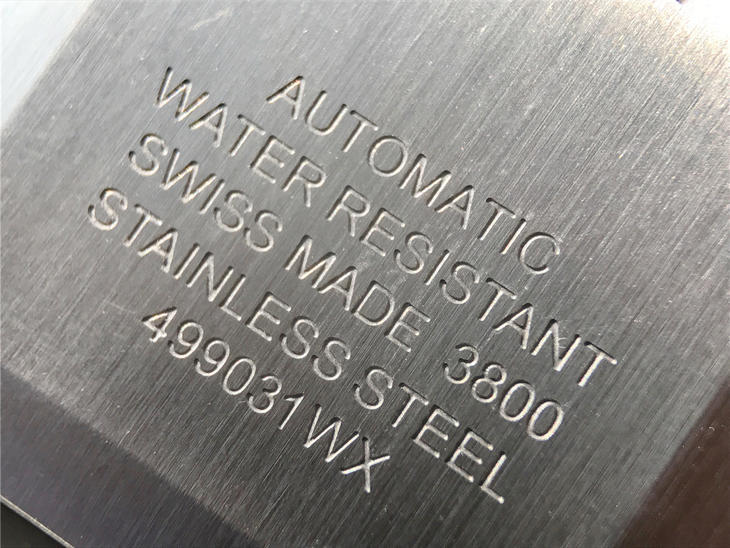 AUTOMATIC
WATER RESISTANT
SWISS MADE 3800
STAINLESS STEEL
499031WX